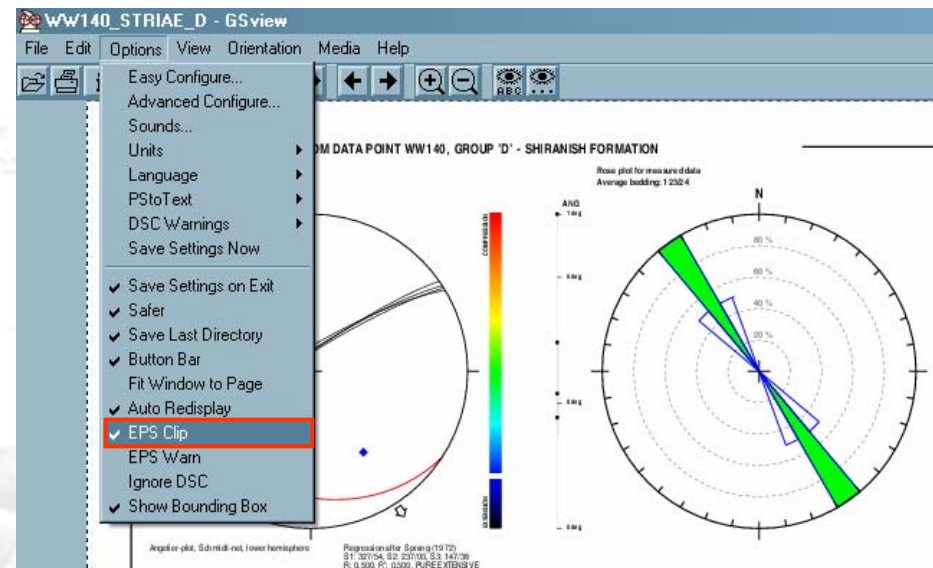 WW140_STRIAE_D - GSview
File Edit Options View Orientation Media Help
Easy Configure...
Advanced Configure...
Sounds...
Units
Language
PStoText
DSC Warnings
Save Settings Now
Save Settings on Exit
Safer
Save Last Directory
Button Bar
Fit Window to Page
Auto Redisplay
EPS Clip
EPS Warn
Ignore DSC
Show Bounding Box
ABC
DATA POINT WW140, GROUP 'D' - SHIRANISH FORMATION
Rose plot for measured data
Average bedding: 123/24
COMPRESSION
EXTENSION
ANG
N
80 %
60 %
40 %
20 %
Angelier-plot, Schmidt-net, lower hemisphere
Regression after Sprang (1972)
S1: 327/54, S2: 237/00, S3: 147/36
R: 0.500, R': 0.500, PURE EXTENSIVE